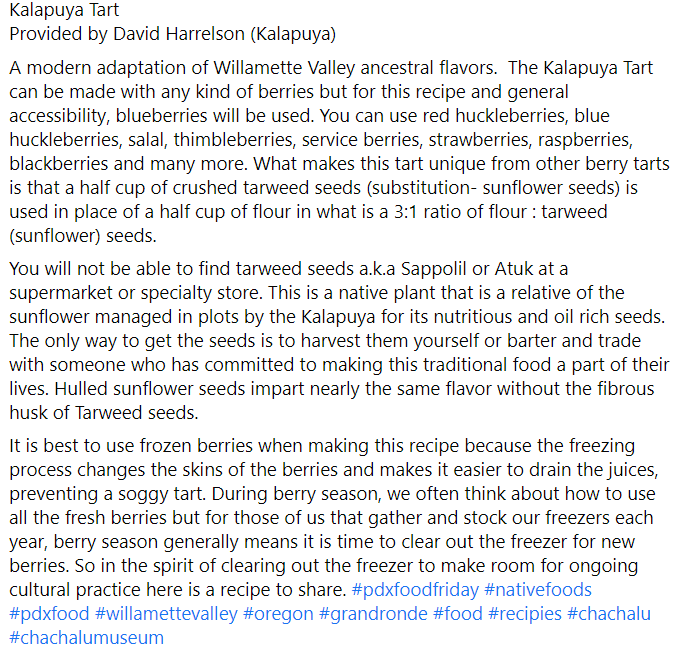 Kalapuya Tart
Provided by David Harrelson (Kalapuya)
A modern adaptation of Willamette Valley ancestral flavors.  The Kalapuya Tart
can be made with any kind of berries but for this recipe and general
accessibility, blueberries will be used. You can use red huckleberries, blue
huckleberries, salal, thimbleberries, service berries, strawberries, raspberries,
blackberries and many more. What makes this tart unique from other berry tarts
is that a half cup of crushed tarweed seeds (substitution- sunflower seeds) is
used in place of a half cup of flour in what is a 3:1 ratio of flour : tarweed
(sunflower) seeds.
You will not be able to find tarweed seeds a.k.a Sappolil or Atuk at a
supermarket or specialty store. This is a native plant that is a relative of the
sunflower managed in plots by the Kalapuya for its nutritious and oil rich seeds.
The only way to get the seeds is to harvest them yourself or barter and trade
with someone who has committed to making this traditional food a part of their
lives. Hulled sunflower seeds impart nearly the same flavor without the fibrous
husk of Tarweed seeds.
It is best to use frozen berries when making this recipe because the freezing
process changes the skins of the berries and makes it easier to drain the juices,
preventing a soggy tart. During berry season, we often think about how to use
all the fresh berries but for those of us that gather and stock our freezers each
year, berry season generally means it is time to clear out the freezer for new
berries. So in the spirit of clearing out the freezer to make room for ongoing
cultural practice here is a recipe to share. #pdxfoodfriday #nativefoods
#pdxfood #willamettevalley #oregon #grandronde #food #recipies #chachalu
#chachalumuseum